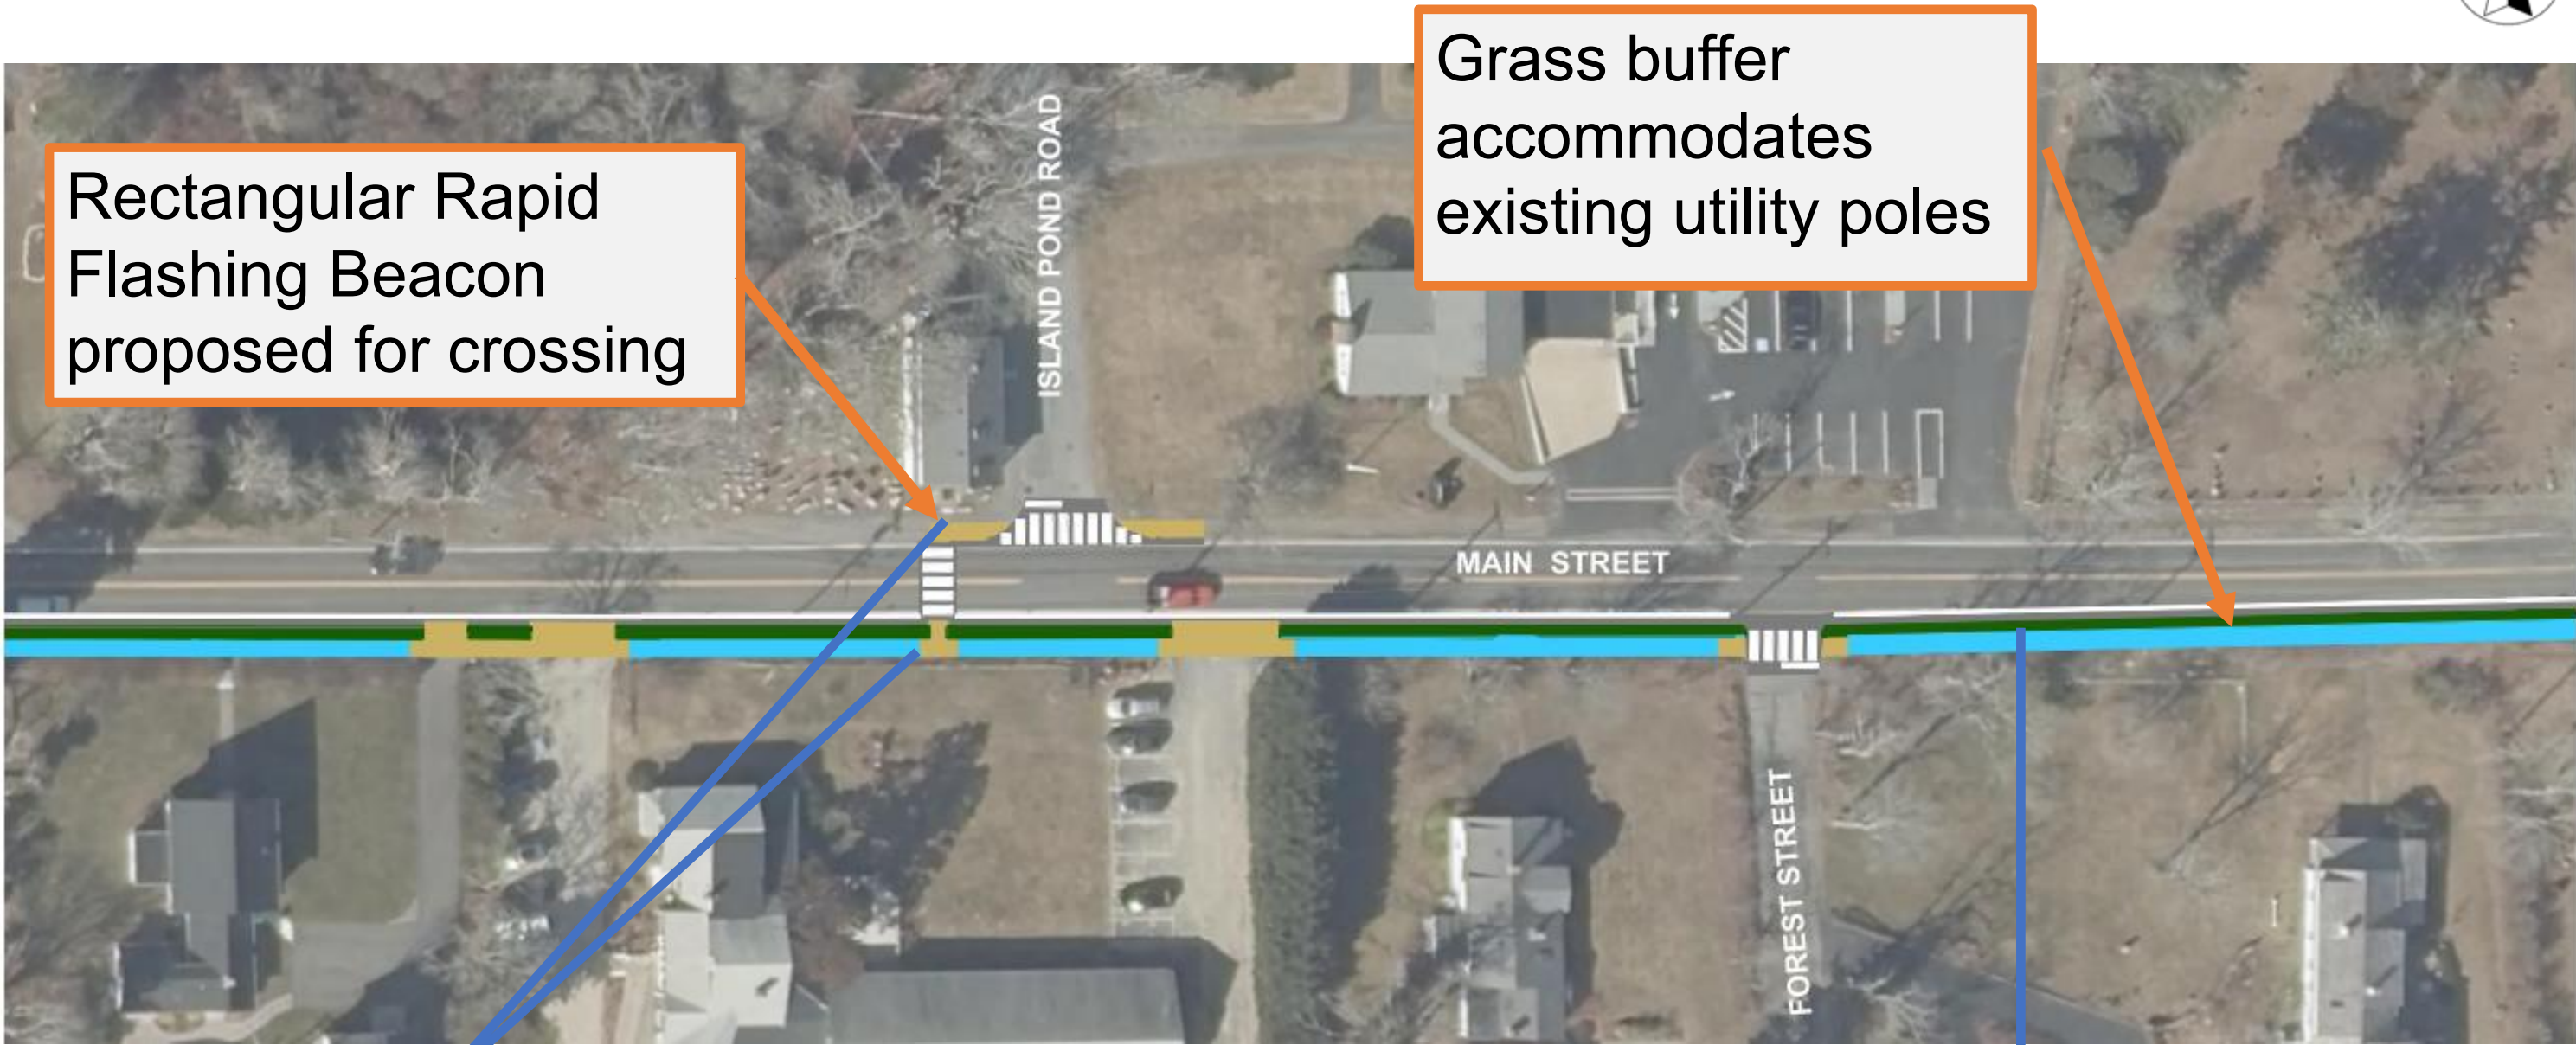 Rectangular Rapid
Flashing Beacon
proposed for crossing
Grass buffer
accommodates
existing utility poles
ISLAND POND ROAD
MAIN STREET
FOREST STREET